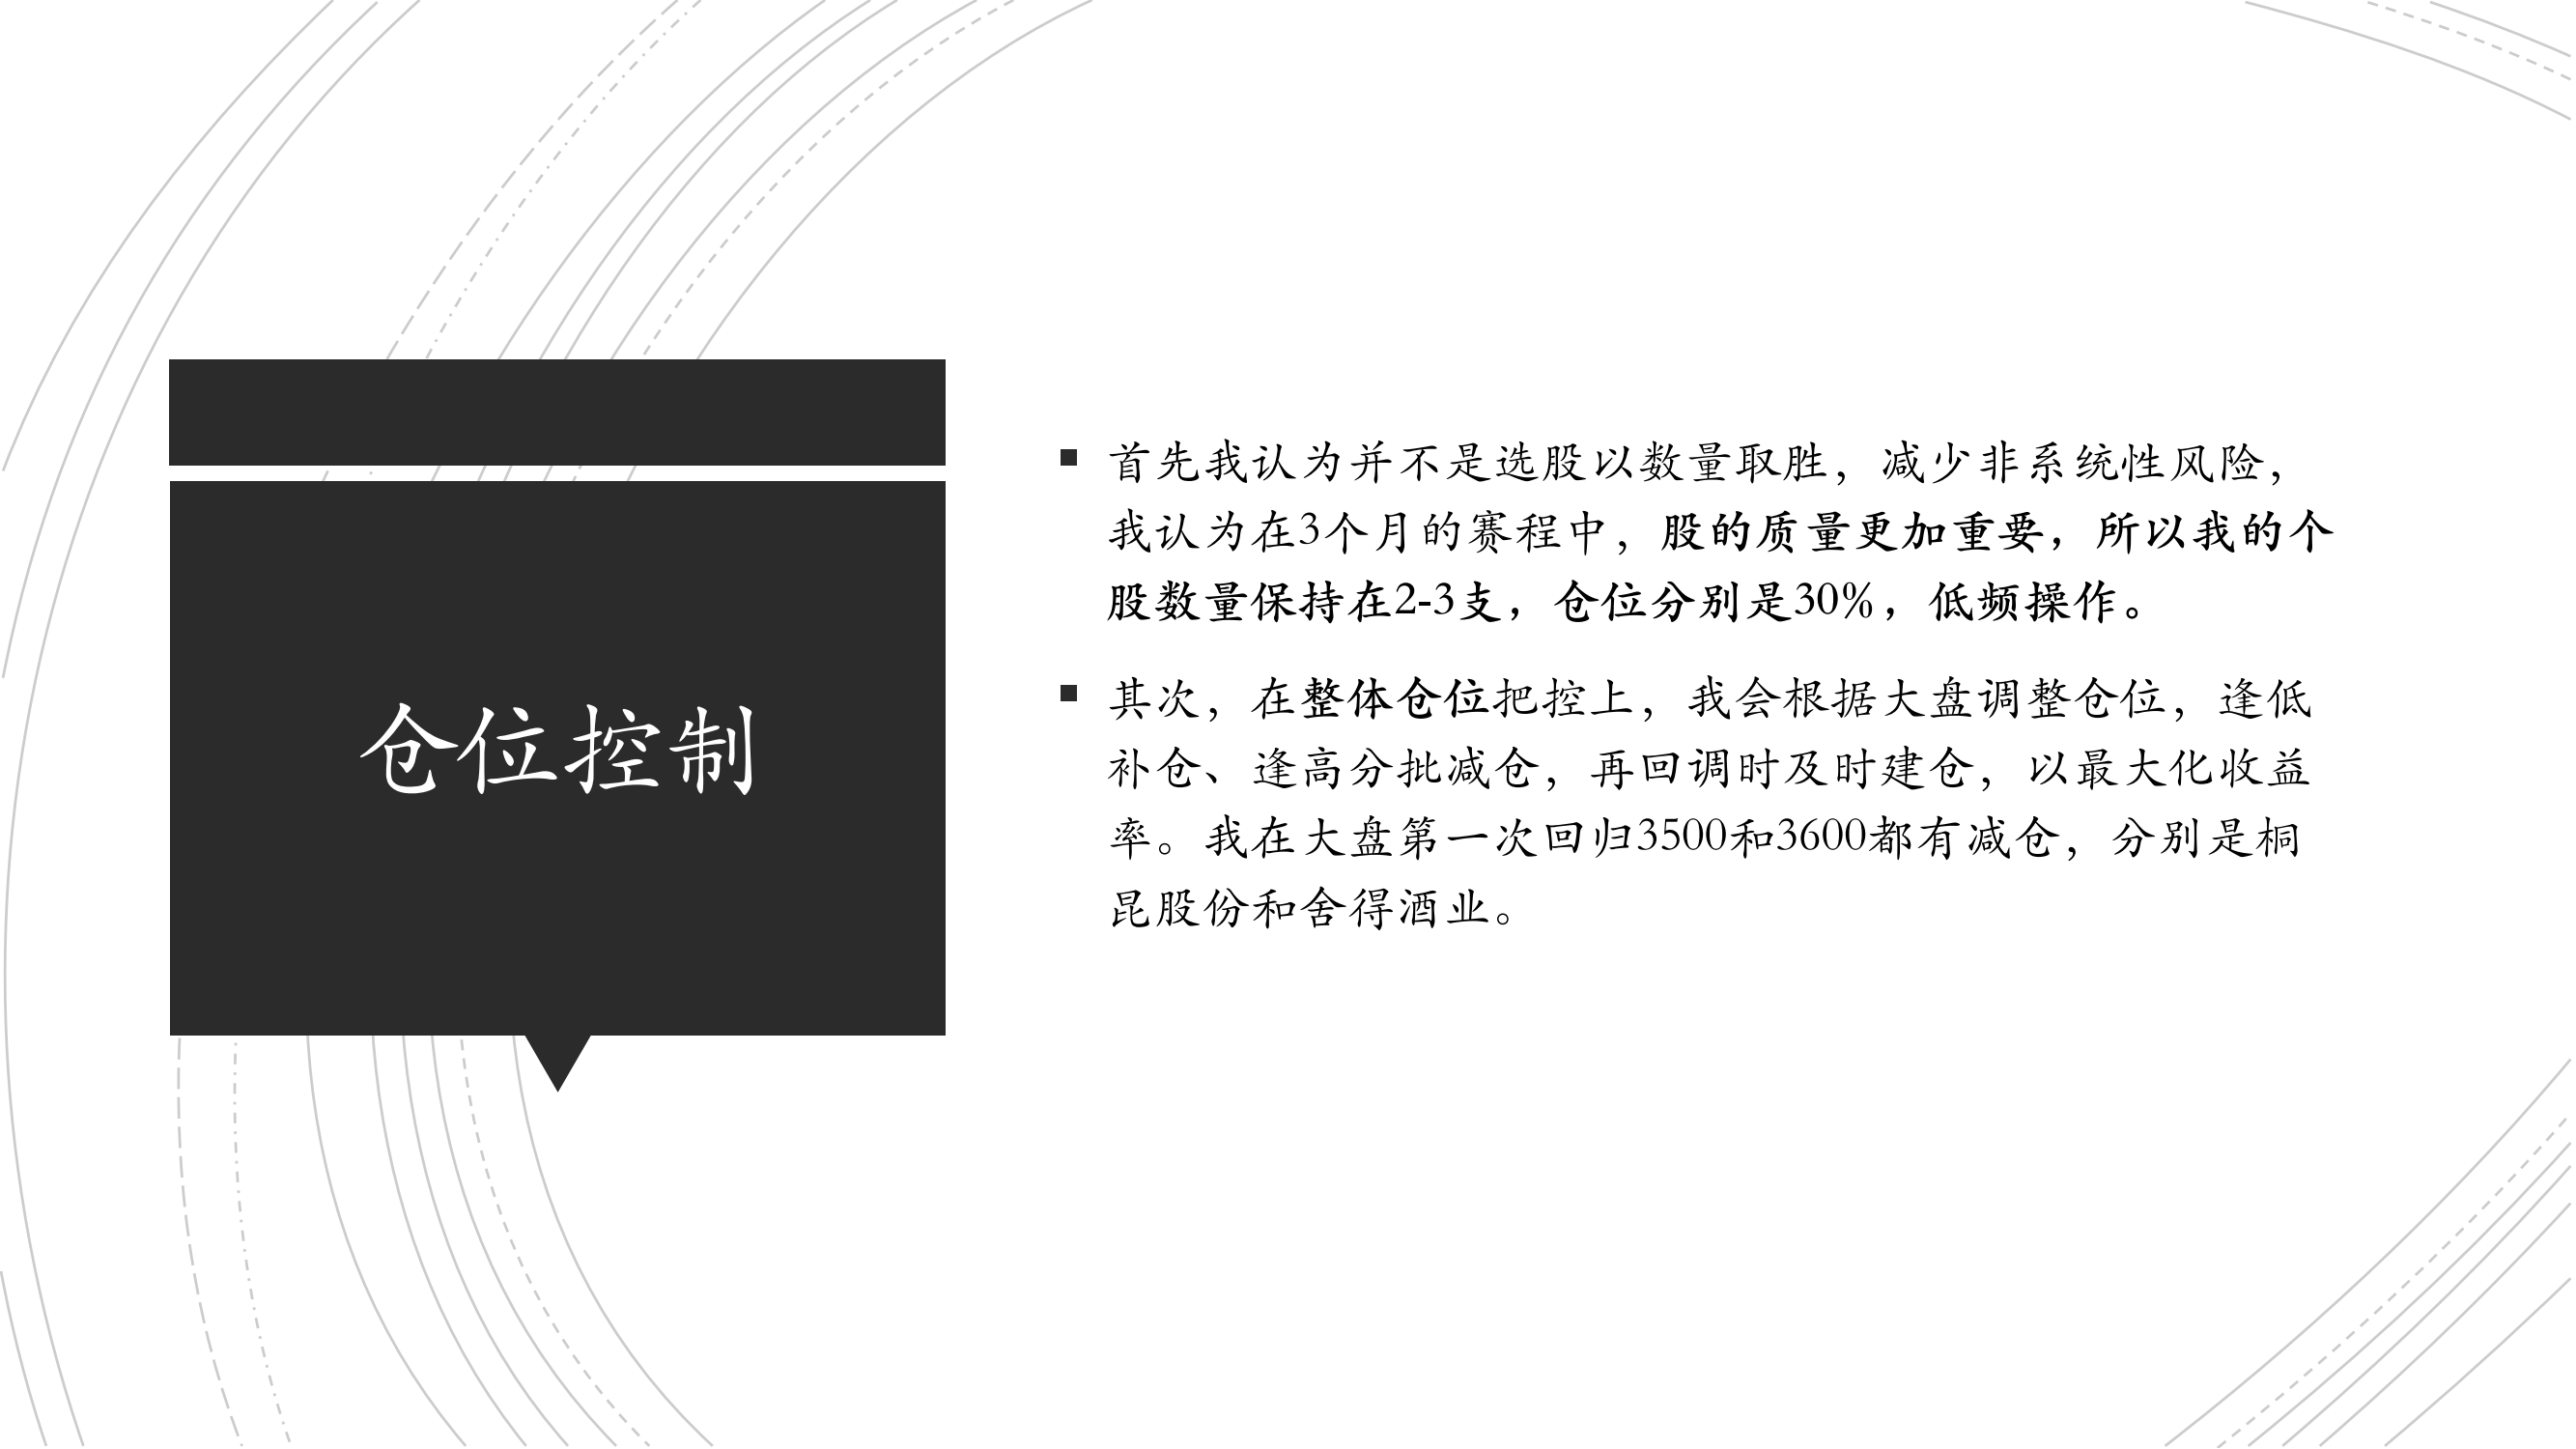 仓位控制
首先我认为并不是选股以数量取胜，减少非系统性风险，
我认为在3个月的赛程中，股的质量更加重要，所以我的个
股数量保持在2-3支，仓位分别是30%，低频操作。
其次，在整体仓位把控上，我会根据大盘调整仓位，逢低
补仓、逢高分批减仓，再回调时及时建仓，以最大化收益
率。我在大盘第一次回归3500和3600都有减仓，分别是桐
昆股份和舍得酒业。